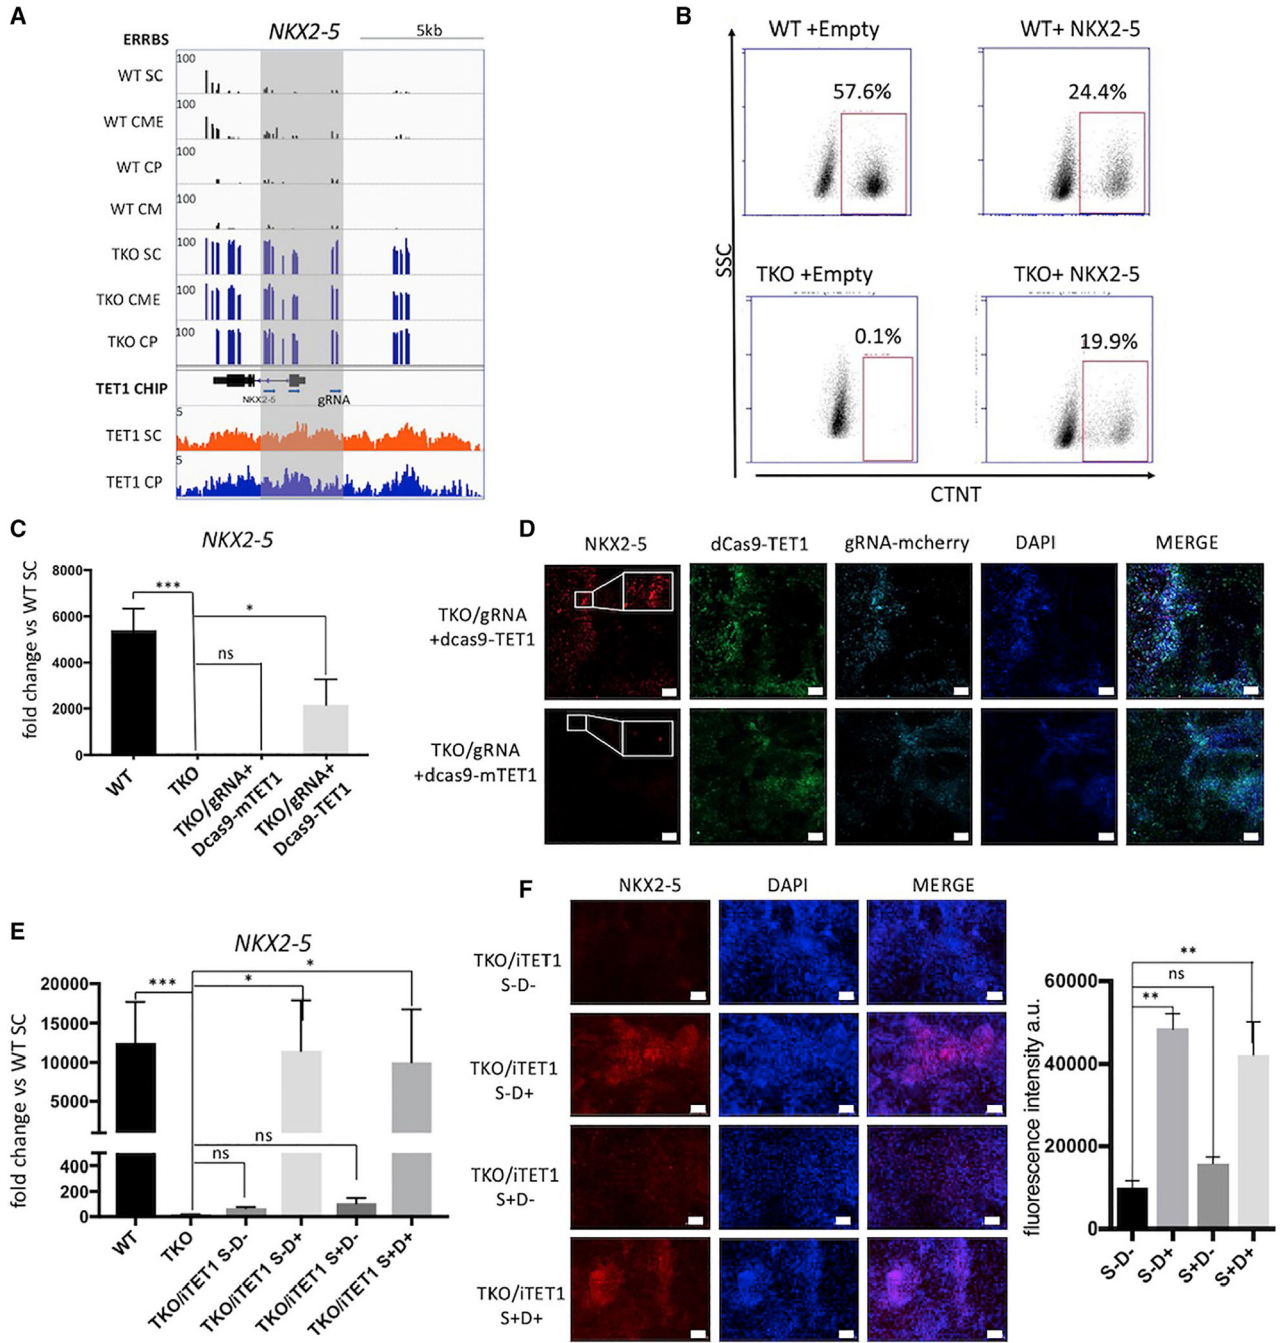 A
NKX2-5
5kb
ERRBS
WT SC
100
WT CME
100
WT CP
100
WT CM
100
TKO SC
100
TKO CME
100
TKO CP
100
TET1 CHIP
NKX2-5
gRNA
TET1 SC
5
TET1 CP
5
B
WT +Empty
WT+ NKX2-5
57.6%
24.4%
TKO +Empty
TKO+ NKX2-5
0.1%
19.9%
SSC
CTNT
C
NKX2-5
fold change vs WT SC
8000
6000
4000
2000
0
***
*
ns
WT
TKO
TKO/gRNA+
Dcas9-mTET1
TKO/gRNA+
Dcas9-TET1
D
NKX2-5
dCas9-TET1
gRNA-mcherry
DAPI
MERGE
TKO/gRNA
+dcas9-TET1
TKO/gRNA
+dcas9-mTET1
E
NKX2-5
fold change vs WT SC
20000
15000
10000
5000
400
200
0
***
*
*
ns
ns
WT
TKO
TKO/iTET1 S-D-
TKO/iTET1 S-D+
TKO/iTET1 S+D-
TKO/iTET1 S+D+
F
NKX2-5
DAPI
MERGE
TKO/iTET1
S-D-
TKO/iTET1
S-D+
TKO/iTET1
S+D-
TKO/iTET1
S+D+
fluorescence intensity a.u.
60000
40000
20000
0
**
ns
**
S-D-
S-D+
S+D-
S+D+